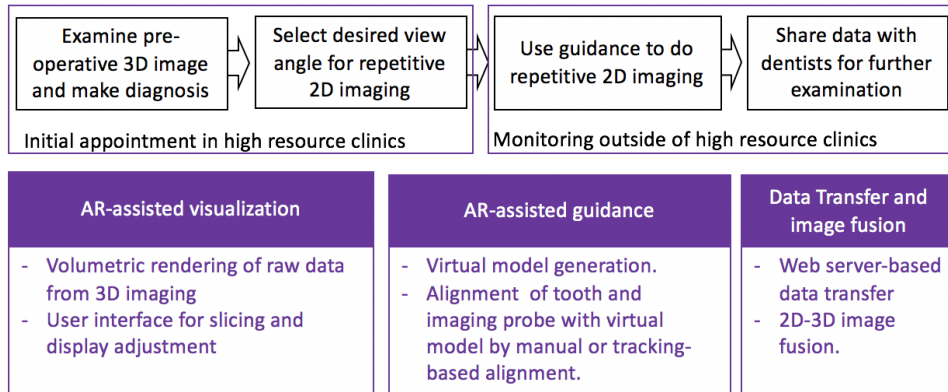 Examine pre-
operative 3D image
and make diagnosis
Select desired view
angle for repetitive
2D imaging
Use guidance to do
repetitive 2D imaging
Share data with
dentists for further
examination
Initial appointment in high resource clinics
Monitoring outside of high resource clinics
AR-assisted visualization
- Volumetric rendering of raw data
from 3D imaging
- User interface for slicing and
display adjustment
AR-assisted guidance
- Virtual model generation.
- Alignment of tooth and
imaging probe with virtual
model by manual or tracking-
based alignment.
Data Transfer and
image fusion
- Web server-based
data transfer
- 2D-3D image
fusion.